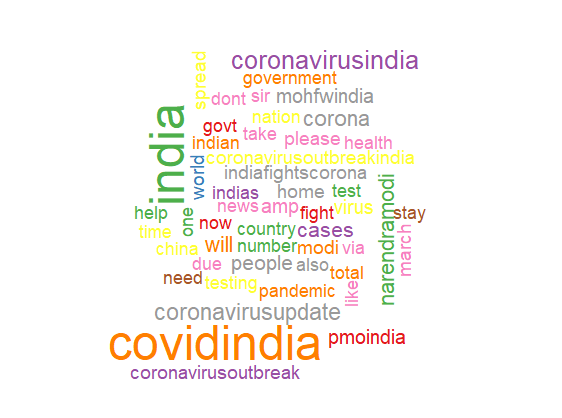 coronavirusindia
government
spread
dont sir mohfwindia
nation corona
govt take please health
indian
india
coronavirusoutbreakindia
world
indiafightscorona
indias home test
narendramodi
help one news amp fight virus stay
now
time country cases march
china will number modi via
due people also
need testing total
pandemic like
coronavirusupdate
covidindia pmoindia
coronavirusoutbreak